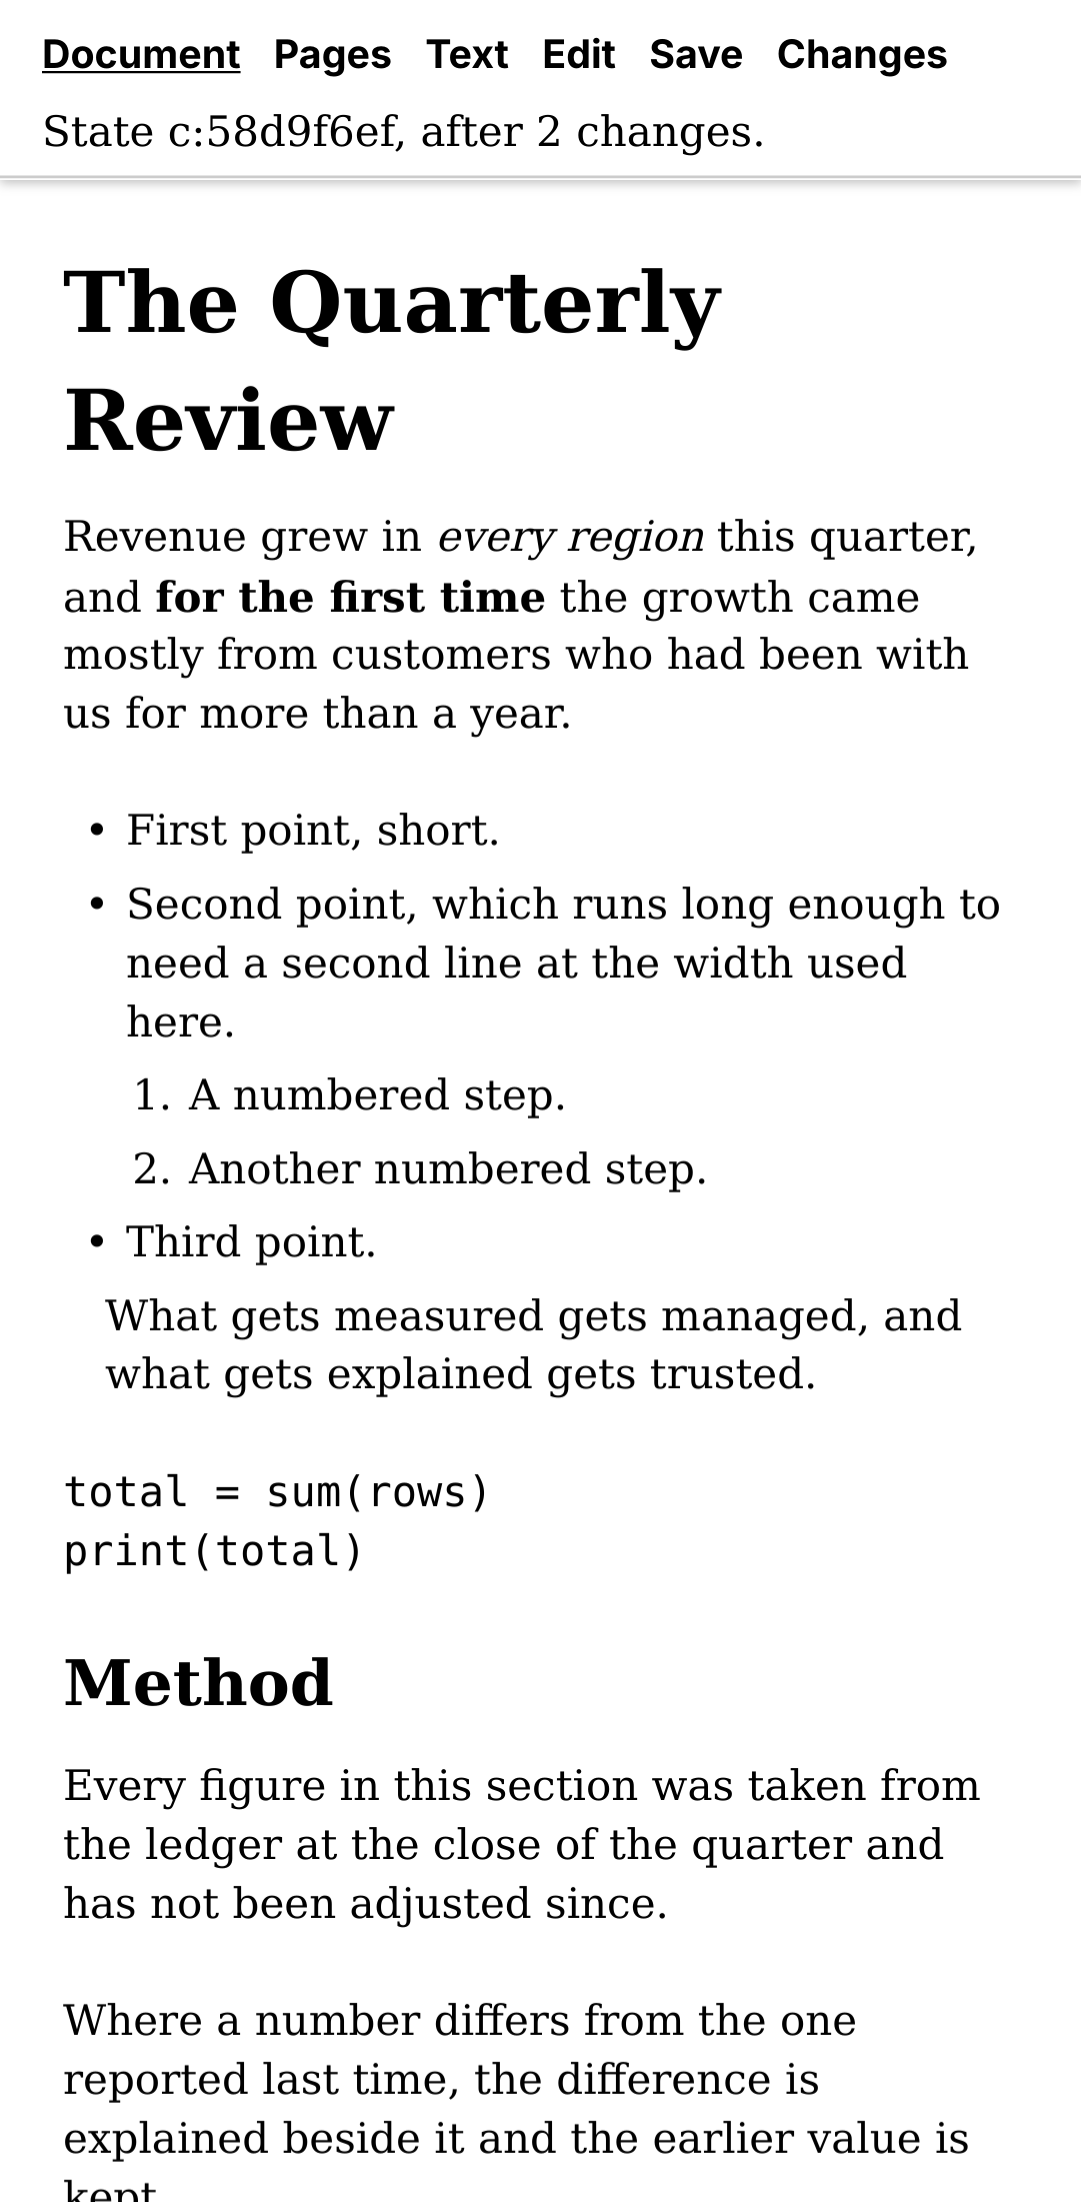 Document Pages Text Edit Save Changes
State c:58d9f6ef, after 2 changes.
The Quarterly
Review
Revenue grew in every region this quarter,
and for the first time the growth came
mostly from customers who had been with
us for more than a year.
• First point, short.
• Second point, which runs long enough to
need a second line at the width used
here.
1. A numbered step.
2. Another numbered step.
• Third point.
What gets measured gets managed, and
what gets explained gets trusted.
total = sum(rows)
print(total)
Method
Every figure in this section was taken from
the ledger at the close of the quarter and
has not been adjusted since.
Where a number differs from the one
reported last time, the difference is
explained beside it and the earlier value is
kept